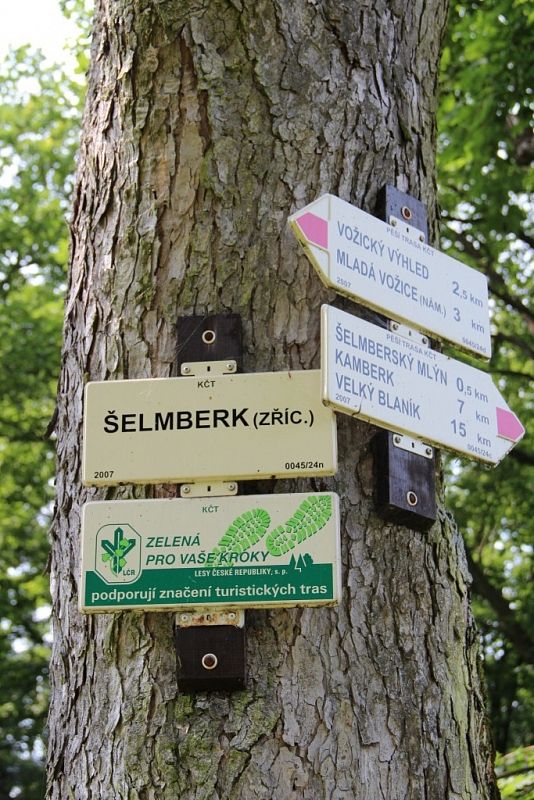 PĚŠÍ TRASA KČT
VOŽICKÝ VÝHLED 2,5 km
MLADÁ VOŽICE (NÁM.) 3 km
2007 0045/24c
PĚŠÍ TRASA KČT
ŠELMBERSKÝ MLÝN 0,5 km
KAMBERK 7 km
VELKÝ BLANÍK 15 km
2007 0045/24d
KČT
ŠELMBERK (ZŘÍC.)
2007 0045/24n
KČT
ZELENÁ
PRO VAŠE KROKY
LESY ČESKÉ REPUBLIKY, s. p.
LČR
podporují značení turistických tras